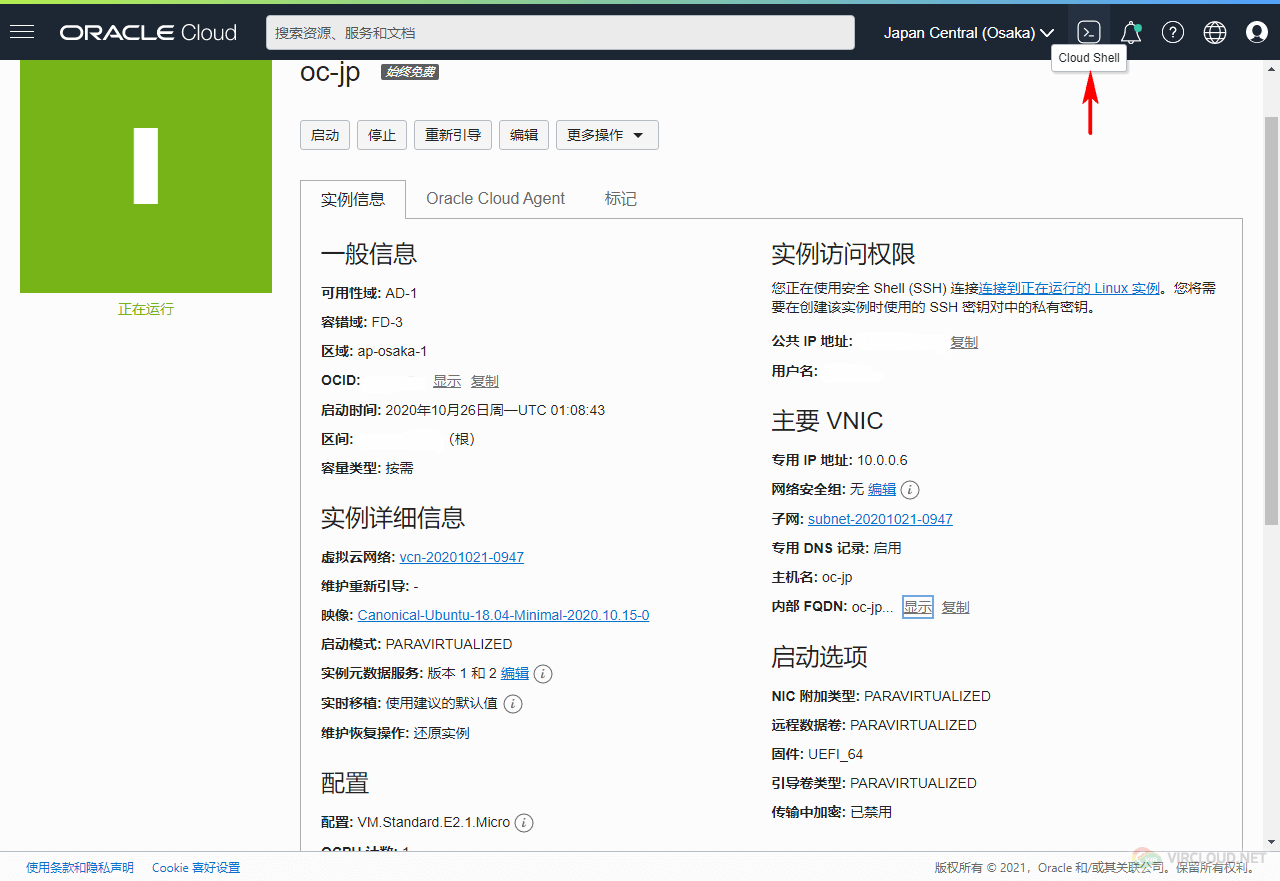 ORACLE Cloud
搜索资源、服务和文档
Japan Central (Osaka)
Cloud Shell
oc-jp 始终免费
启动 停止 重新引导 编辑 更多操作
正在运行
实例信息 Oracle Cloud Agent 标记
一般信息
可用性域: AD-1
容错域: FD-3
区域: ap-osaka-1
OCID: 显示 复制
启动时间: 2020年10月26日周一UTC 01:08:43
区间: （根）
容量类型: 按需
实例详细信息
虚拟云网络: vcn-20201021-0947
维护重新引导: -
映像: Canonical-Ubuntu-18.04-Minimal-2020.10.15-0
启动模式: PARAVIRTUALIZED
实例元数据服务: 版本 1 和 2 编辑 i
实时移植: 使用建议的默认值 i
维护恢复操作: 还原实例
配置
配置: VM.Standard.E2.1.Micro i
OCPU 计数: 1
实例访问权限
您正在使用安全 Shell (SSH) 连接连接到正在运行的 Linux 实例。您将需
要在创建该实例时使用的 SSH 密钥对中的私有密钥。
公共 IP 地址: 复制
用户名:
主要 VNIC
专用 IP 地址: 10.0.0.6
网络安全组: 无 编辑 i
子网: subnet-20201021-0947
专用 DNS 记录: 启用
主机名: oc-jp
内部 FQDN: oc-jp... 显示 复制
启动选项
NIC 附加类型: PARAVIRTUALIZED
远程数据卷: PARAVIRTUALIZED
固件: UEFI_64
引导卷类型: PARAVIRTUALIZED
传输中加密: 已禁用
使用条款和隐私声明 Cookie 喜好设置
版权所有 © 2021，Oracle 和/或其关联公司。保留所有权利。
VIRCLOUD.NET